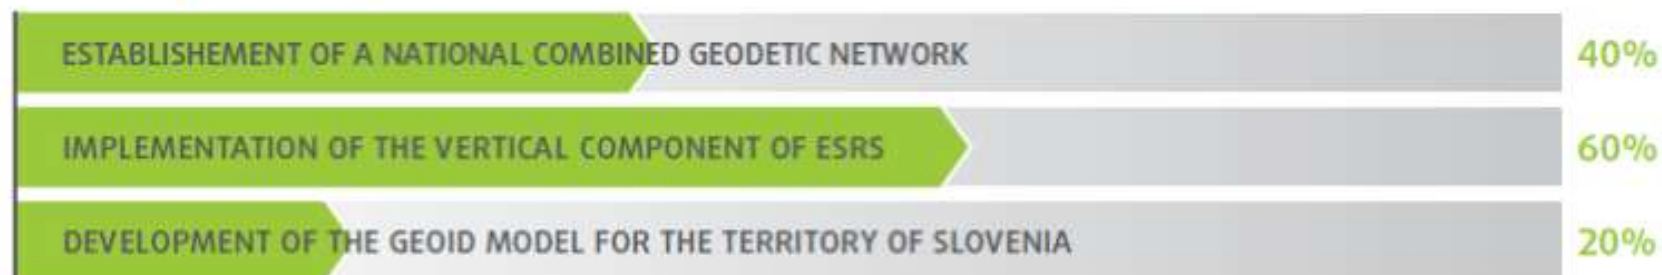 ESTABLISHEMENT OF A NATIONAL COMBINED GEODETIC NETWORK 40%
IMPLEMENTATION OF THE VERTICAL COMPONENT OF ESRS 60%
DEVELOPMENT OF THE GEOID MODEL FOR THE TERRITORY OF SLOVENIA 20%